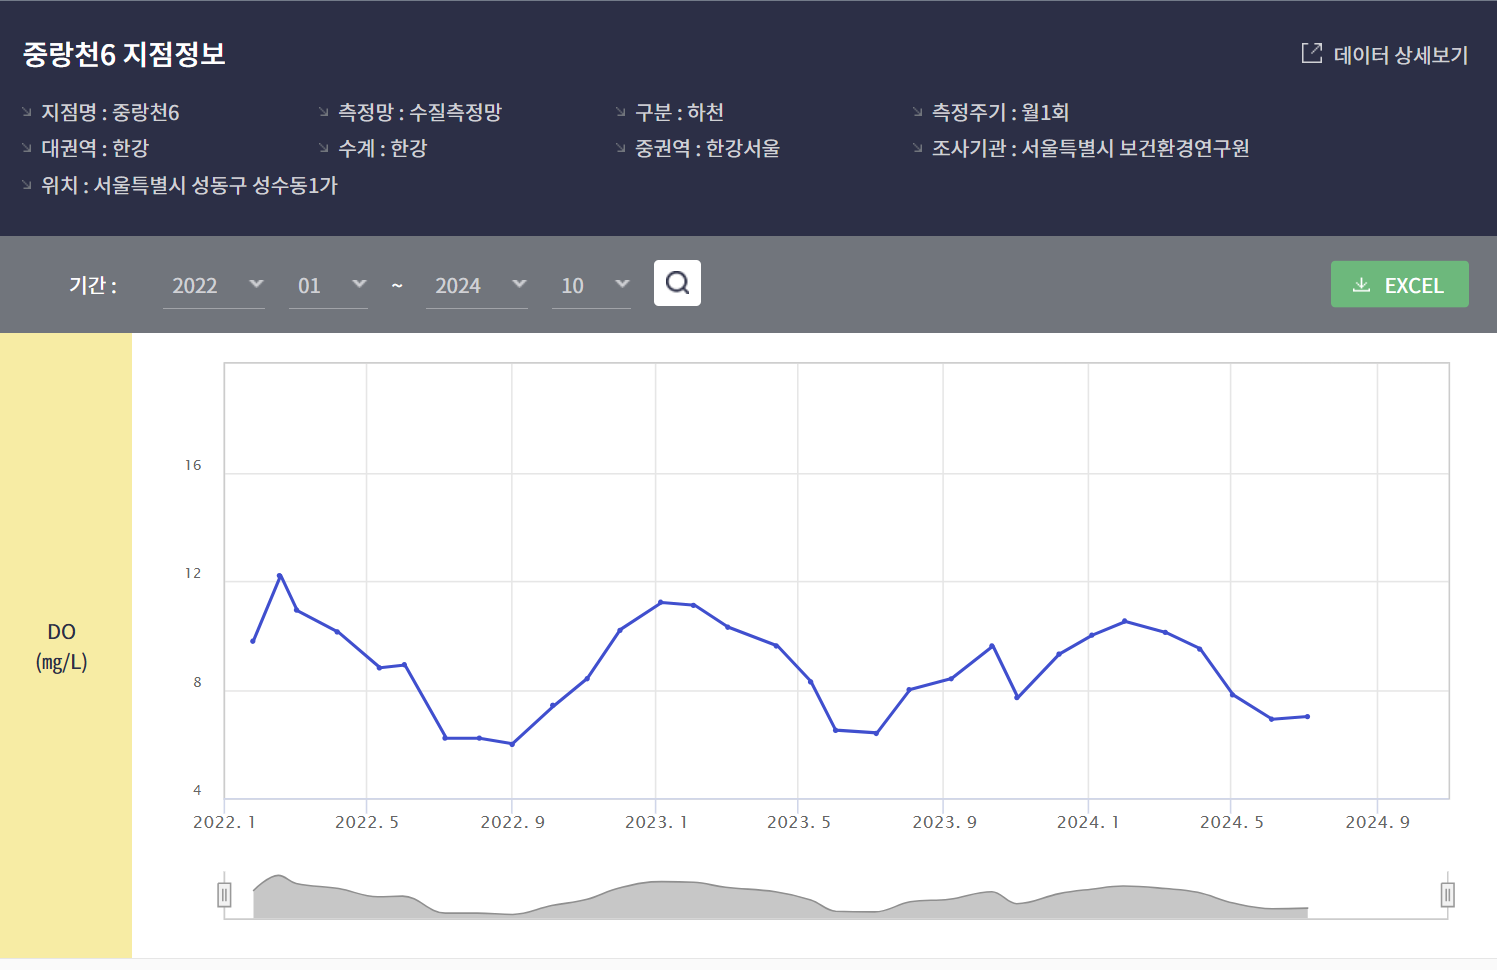 중랑천6 지점정보
데이터 상세보기
지점명 : 중랑천6 측정망 : 수질측정망 구분 : 하천 측정주기 : 월1회
대권역 : 한강 수계 : 한강 중권역 : 한강서울 조사기관 : 서울특별시 보건환경연구원
위치 : 서울특별시 성동구 성수동1가
기간 : 2022 01 ~ 2024 10 EXCEL
16
12
DO
(㎎/L)
8
4
2022. 1 2022. 5 2022. 9 2023. 1 2023. 5 2023. 9 2024. 1 2024. 5 2024. 9